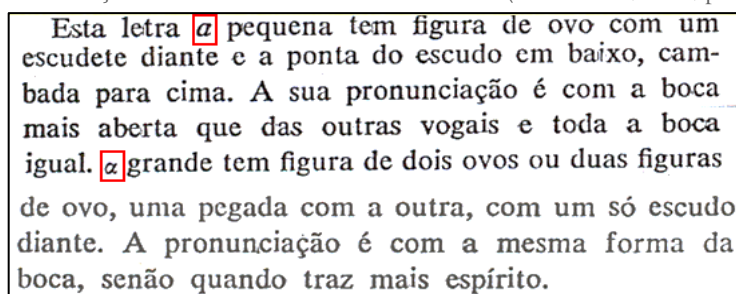 Esta letra a pequena tem figura de ovo com um
escudete diante e a ponta do escudo em baixo, cam-
bada para cima. A sua pronunciação é com a boca
mais aberta que das outras vogais e toda a boca
igual. α grande tem figura de dois ovos ou duas figuras
de ovo, uma pegada com a outra, com um só escudo
diante. A pronunciação é com a mesma forma da
boca, senão quando traz mais espírito.